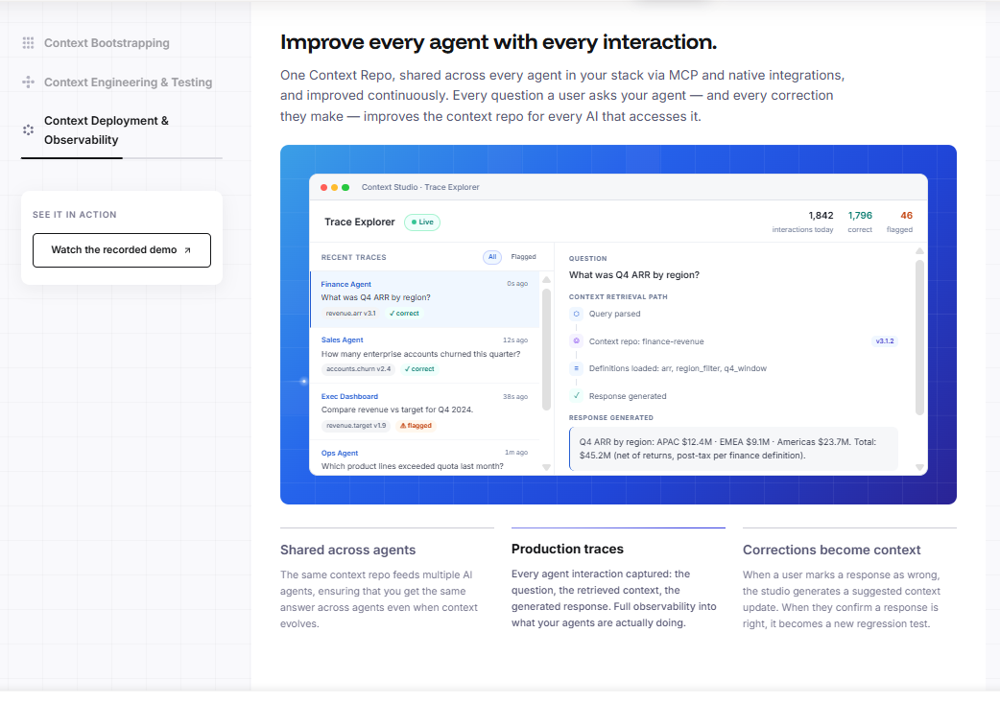 Context Bootstrapping
Context Engineering & Testing
Context Deployment &
Observability
SEE IT IN ACTION
Watch the recorded demo ↗
Improve every agent with every interaction.
One Context Repo, shared across every agent in your stack via MCP and native integrations,
and improved continuously. Every question a user asks your agent — and every correction
they make — improves the context repo for every AI that accesses it.
Context Studio · Trace Explorer
Trace Explorer
Live
1,842
interactions today
1,796
correct
46
flagged
RECENT TRACES
All
Flagged
Finance Agent
0s ago
What was Q4 ARR by region?
revenue.arr v3.1
✓ correct
Sales Agent
12s ago
How many enterprise accounts churned this quarter?
accounts.churn v2.4
✓ correct
Exec Dashboard
38s ago
Compare revenue vs target for Q4 2024.
revenue.target v1.9
⚠ flagged
Ops Agent
1m ago
Which product lines exceeded quota last month?
QUESTION
What was Q4 ARR by region?
CONTEXT RETRIEVAL PATH
Query parsed
Context repo: finance-revenue
v3.1.2
Definitions loaded: arr, region_filter, q4_window
✓ Response generated
RESPONSE GENERATED
Q4 ARR by region: APAC $12.4M · EMEA $9.1M · Americas $23.7M. Total:
$45.2M (net of returns, post-tax per finance definition).
Shared across agents
The same context repo feeds multiple AI
agents, ensuring that you get the same
answer across agents even when context
evolves.
Production traces
Every agent interaction captured: the
question, the retrieved context, the
generated response. Full observability into
what your agents are actually doing.
Corrections become context
When a user marks a response as wrong,
the studio generates a suggested context
update. When they confirm a response is
right, it becomes a new regression test.